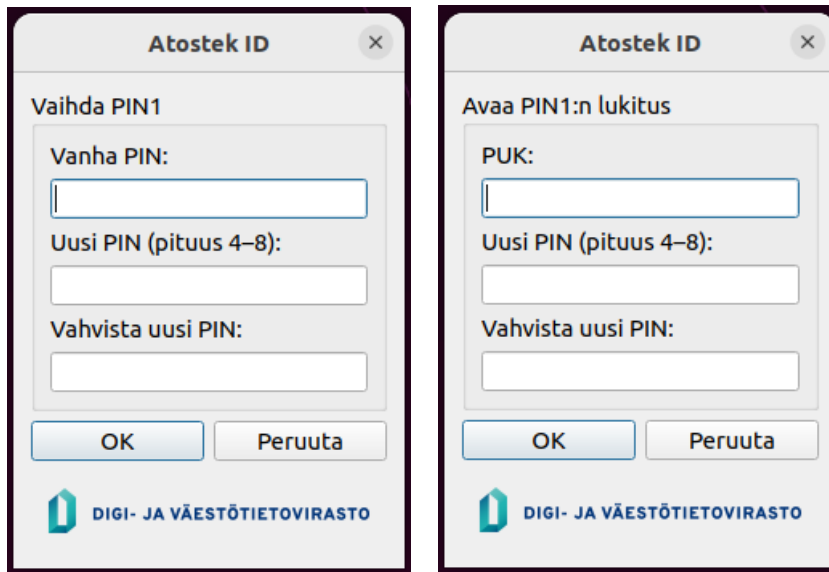 Atostek ID
Vaihda PIN1
Vanha PIN:
Uusi PIN (pituus 4–8):
Vahvista uusi PIN:
OK
Peruuta
DIGI- JA VÄESTÖTIETOVIRASTO
Atostek ID
Avaa PIN1:n lukitus
PUK:
Uusi PIN (pituus 4–8):
Vahvista uusi PIN:
OK
Peruuta
DIGI- JA VÄESTÖTIETOVIRASTO